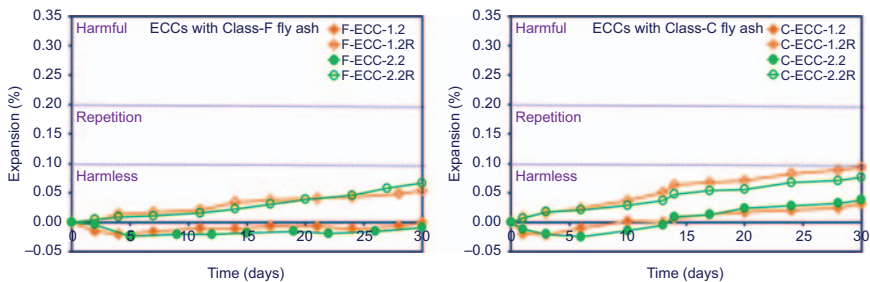 ECCs with Class-F fly ash
Harmful
F-ECC-1.2
F-ECC-1.2R
F-ECC-2.2
F-ECC-2.2R
Repetition
Harmless
Expansion (%)
0.35
0.30
0.25
0.20
0.15
0.10
0.05
0.00
–0.05
0 5 10 15 20 25 30
Time (days)
ECCs with Class-C fly ash
Harmful
C-ECC-1.2
C-ECC-1.2R
C-ECC-2.2
C-ECC-2.2R
Repetition
Harmless
Expansion (%)
0.35
0.30
0.25
0.20
0.15
0.10
0.05
0.00
–0.05
0 5 10 15 20 25 30
Time (days)